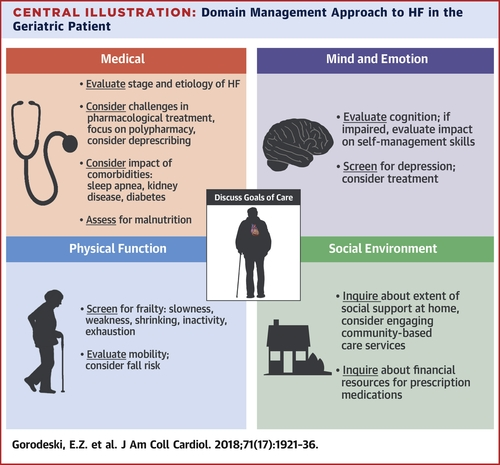 CENTRAL ILLUSTRATION: Domain Management Approach to HF in the
Geriatric Patient
Medical
• Evaluate stage and etiology of HF
• Consider challenges in
pharmacological treatment,
focus on polypharmacy,
consider deprescribing
• Consider impact of
comorbidities:
sleep apnea, kidney
disease, diabetes
• Assess for malnutrition
Mind and Emotion
• Evaluate cognition; if
impaired, evaluate impact
on self-management skills
• Screen for depression;
consider treatment
Discuss Goals of Care
Physical Function
• Screen for frailty: slowness,
weakness, shrinking, inactivity,
exhaustion
• Evaluate mobility;
consider fall risk
Social Environment
• Inquire about extent of
social support at home,
consider engaging
community-based
care services
• Inquire about financial
resources for prescription
medications
Gorodeski, E.Z. et al. J Am Coll Cardiol. 2018;71(17):1921-36.